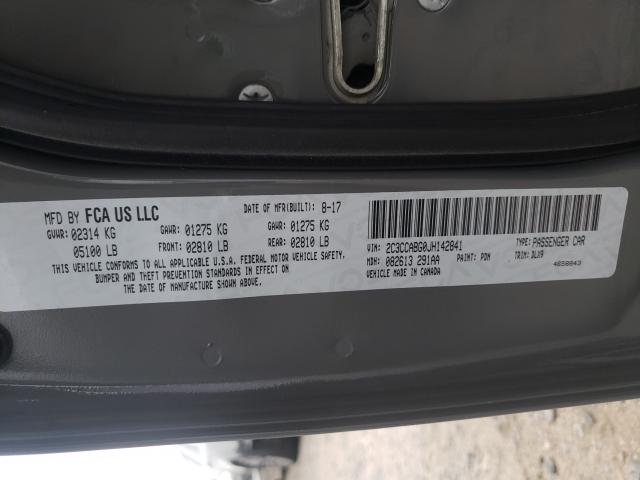 MFD BY FCA US LLC
DATE OF MFR(BUILT): 8-17
GVWR: 02314 KG GAWR: 01275 KG GAWR: 01275 KG
05100 LB FRONT: 02810 LB REAR: 02810 LB
THIS VEHICLE CONFORMS TO ALL APPLICABLE U.S.A. FEDERAL MOTOR VEHICLE SAFETY,
BUMPER AND THEFT PREVENTION STANDARDS IN EFFECT ON
THE DATE OF MANUFACTURE SHOWN ABOVE.
VIN: 2C3CCABG0JH142841 TYPE: PASSENGER CAR
MDH: 082613 291AA PAINT: PDN TRIM: DLX9
VEHICLE MADE IN CANADA 4658043